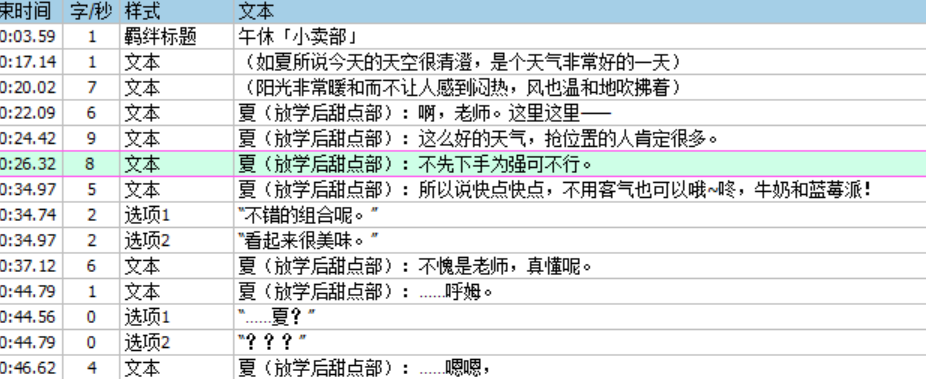 束时间 字/秒 样式 文本
0:03.59 1 羁绊标题 午休「小卖部」
0:17.14 1 文本 （如夏所说今天的天空很清澄，是个天气非常好的一天）
0:20.02 7 文本 （阳光非常暖和而不让人感到闷热，风也温和地吹拂着）
0:22.09 6 文本 夏（放学后甜点部）：啊，老师。这里这里——
0:24.42 9 文本 夏（放学后甜点部）：这么好的天气，抢位置的人肯定很多。
0:26.32 8 文本 夏（放学后甜点部）：不先下手为强可不行。
0:34.97 5 文本 夏（放学后甜点部）：所以说快点快点，不用客气也可以哦~咚，牛奶和蓝莓派！
0:34.74 2 选项1 “不错的组合呢。”
0:34.97 2 选项2 “看起来很美味。”
0:37.12 6 文本 夏（放学后甜点部）：不愧是老师，真懂呢。
0:44.79 1 文本 夏（放学后甜点部）：……呼姆。
0:44.56 0 选项1 “……夏？”
0:44.79 0 选项2 “？？？”
0:46.62 4 文本 夏（放学后甜点部）：……嗯嗯，